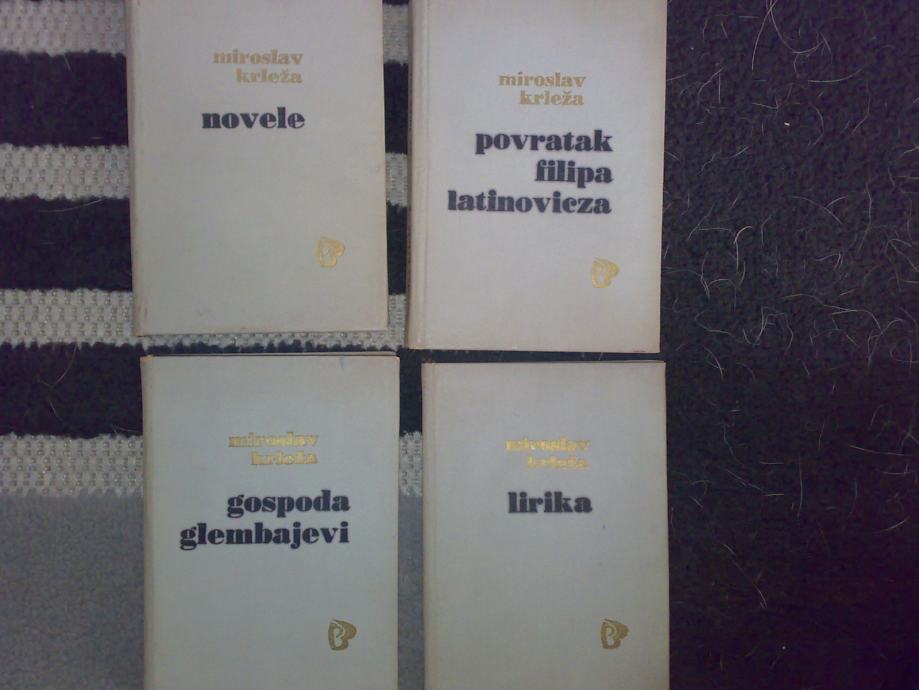 miroslav
krleža
novele
miroslav
krleža
povratak
filipa
latinovicza
miroslav
krleža
gospoda
glembajevi
miroslav
krleža
lirika